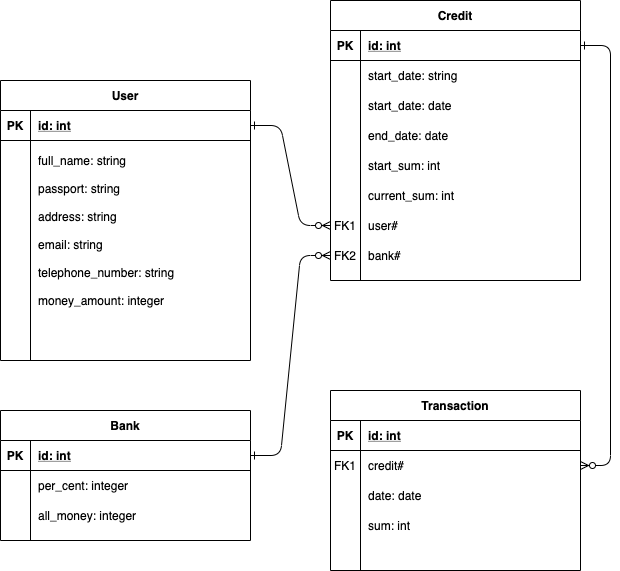 Credit
PK id: int
start_date: string
start_date: date
end_date: date
start_sum: int
current_sum: int
FK1 user#
FK2 bank#
User
PK id: int
full_name: string
passport: string
address: string
email: string
telephone_number: string
money_amount: integer
Bank
PK id: int
per_cent: integer
all_money: integer
Transaction
PK id: int
FK1 credit#
date: date
sum: int